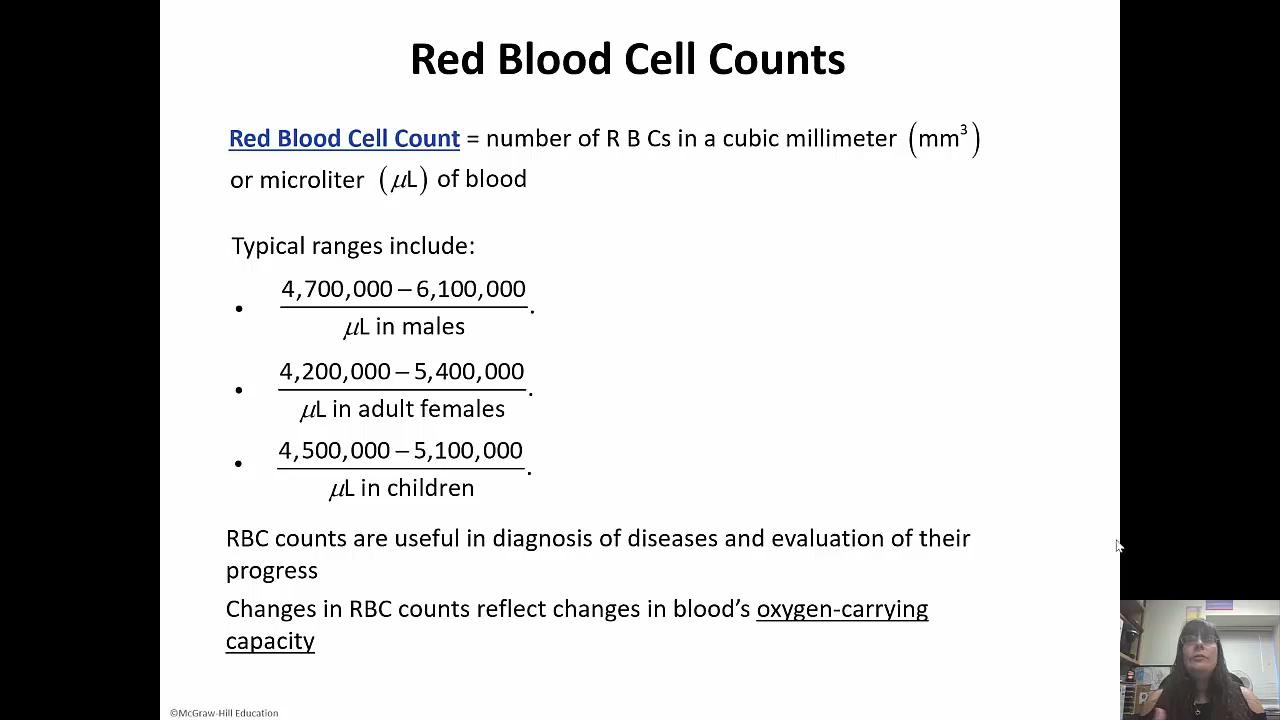 Red Blood Cell Counts
Red Blood Cell Count = number of R B Cs in a cubic millimeter (mm³)
or microliter (μL) of blood
Typical ranges include:
• 4,700,000 – 6,100,000
μL in males.
• 4,200,000 – 5,400,000
μL in adult females.
• 4,500,000 – 5,100,000
μL in children.
RBC counts are useful in diagnosis of diseases and evaluation of their
progress
Changes in RBC counts reflect changes in blood’s oxygen-carrying
capacity
©McGraw-Hill Education